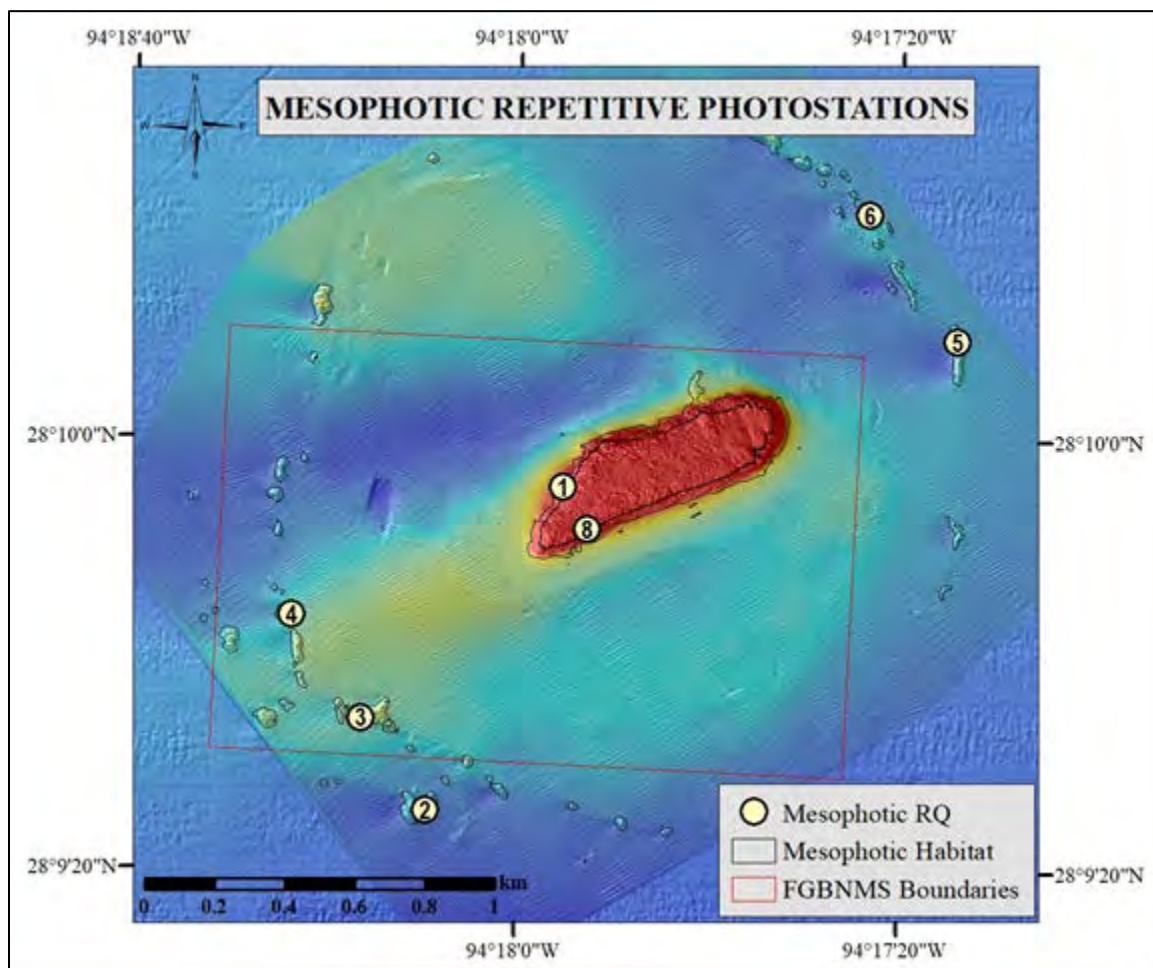 94°18'40"W 94°18'0"W 94°17'20"W
N
MESOPHOTIC REPETITIVE PHOTOSTATIONS
W E
S
6
5
28°10'0"N 28°10'0"N
1
8
4
3
2
Mesophotic RQ
Mesophotic Habitat
FGBNMS Boundaries
28°9'20"N 28°9'20"N
km
0 0.2 0.4 0.6 0.8 1
94°18'0"W 94°17'20"W